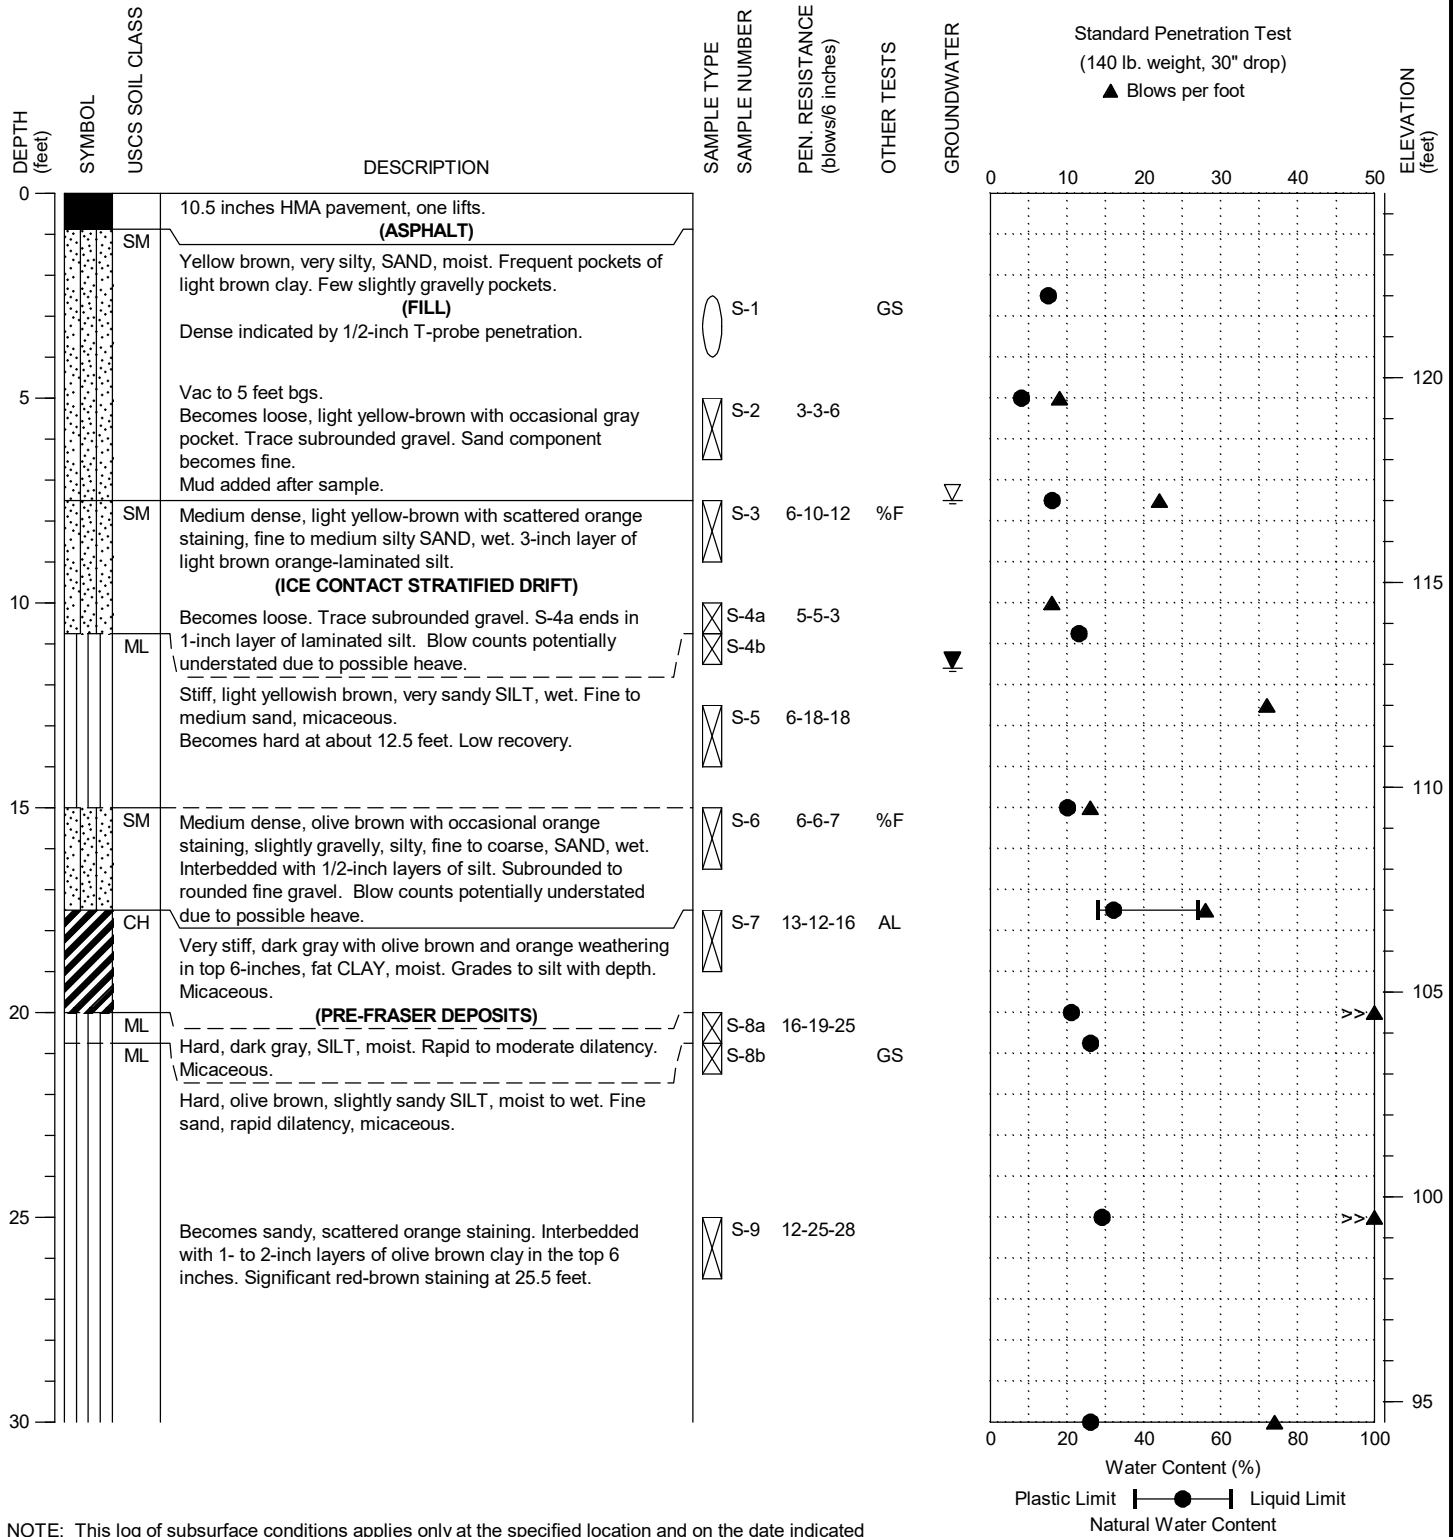 DEPTH
(feet)
SYMBOL
USCS SOIL CLASS
DESCRIPTION
SAMPLE TYPE
SAMPLE NUMBER
PEN. RESISTANCE
(blows/6 inches)
OTHER TESTS
GROUNDWATER
Standard Penetration Test
(140 lb. weight, 30" drop)
▲ Blows per foot
ELEVATION
(feet)
0 10 20 30 40 50
0
10.5 inches HMA pavement, one lifts.
(ASPHALT)
SM
Yellow brown, very silty, SAND, moist. Frequent pockets of
light brown clay. Few slightly gravelly pockets.
(FILL)
S-1 GS
Dense indicated by 1/2-inch T-probe penetration.
120
Vac to 5 feet bgs.
5
Becomes loose, light yellow-brown with occasional gray
S-2 3-3-6
pocket. Trace subrounded gravel. Sand component
becomes fine.
Mud added after sample.
SM
Medium dense, light yellow-brown with scattered orange
S-3 6-10-12 %F
staining, fine to medium silty SAND, wet. 3-inch layer of
light brown orange-laminated silt.
(ICE CONTACT STRATIFIED DRIFT)
115
10
Becomes loose. Trace subrounded gravel. S-4a ends in
S-4a 5-5-3
1-inch layer of laminated silt. Blow counts potentially
ML
S-4b
understated due to possible heave.
Stiff, light yellowish brown, very sandy SILT, wet. Fine to
medium sand, micaceous.
S-5 6-18-18
Becomes hard at about 12.5 feet. Low recovery.
110
15
SM
Medium dense, olive brown with occasional orange
S-6 6-6-7 %F
staining, slightly gravelly, silty, fine to coarse, SAND, wet.
Interbedded with 1/2-inch layers of silt. Subrounded to
rounded fine gravel. Blow counts potentially understated
due to possible heave.
CH
S-7 13-12-16 AL
Very stiff, dark gray with olive brown and orange weathering
in top 6-inches, fat CLAY, moist. Grades to silt with depth.
Micaceous.
105
20
(PRE-FRASER DEPOSITS)
>>
ML
S-8a 16-19-25
Hard, dark gray, SILT, moist. Rapid to moderate dilatency.
ML
S-8b GS
Micaceous.
Hard, olive brown, slightly sandy SILT, moist to wet. Fine
sand, rapid dilatency, micaceous.
100
25
>>
Becomes sandy, scattered orange staining. Interbedded
S-9 12-25-28
with 1- to 2-inch layers of olive brown clay in the top 6
inches. Significant red-brown staining at 25.5 feet.
95
30
0 20 40 60 80 100
Water Content (%)
Plastic Limit Liquid Limit
Natural Water Content
NOTE: This log of subsurface conditions applies only at the specified location and on the date indicated